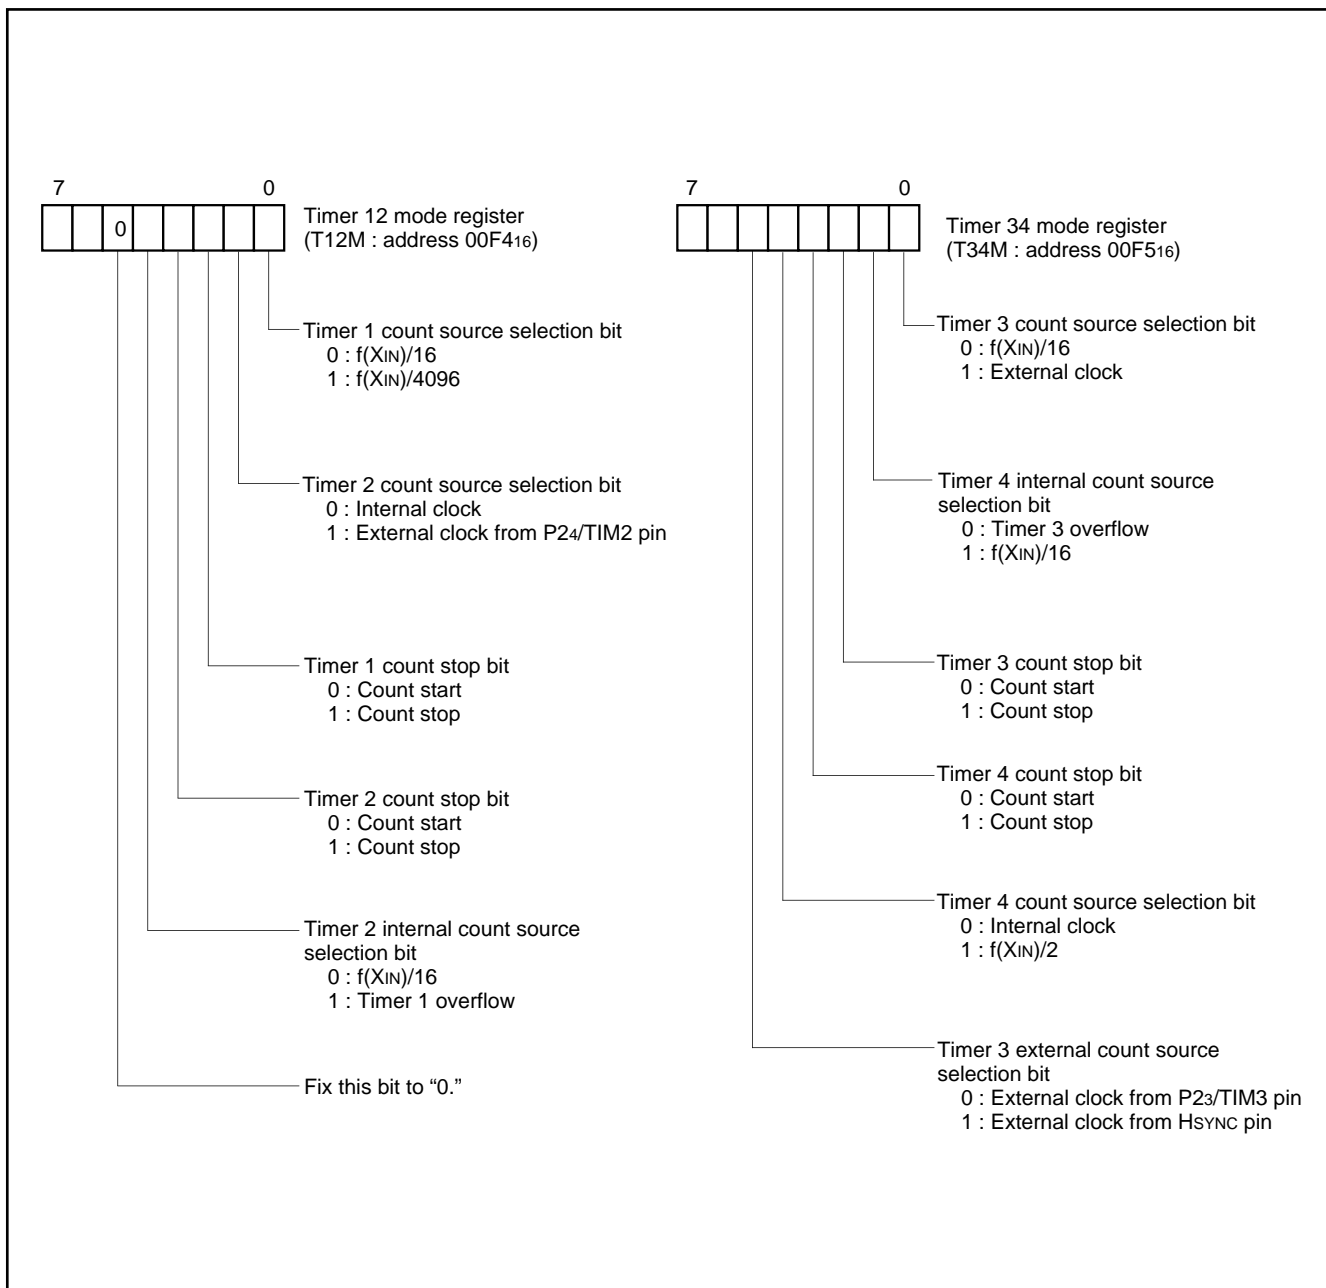 7 0
0
Timer 12 mode register
(T12M : address 00F416)
Timer 1 count source selection bit
0 : f(XIN)/16
1 : f(XIN)/4096
Timer 2 count source selection bit
0 : Internal clock
1 : External clock from P24/TIM2 pin
Timer 1 count stop bit
0 : Count start
1 : Count stop
Timer 2 count stop bit
0 : Count start
1 : Count stop
Timer 2 internal count source
selection bit
0 : f(XIN)/16
1 : Timer 1 overflow
Fix this bit to “0.”
7 0
Timer 34 mode register
(T34M : address 00F516)
Timer 3 count source selection bit
0 : f(XIN)/16
1 : External clock
Timer 4 internal count source
selection bit
0 : Timer 3 overflow
1 : f(XIN)/16
Timer 3 count stop bit
0 : Count start
1 : Count stop
Timer 4 count stop bit
0 : Count start
1 : Count stop
Timer 4 count source selection bit
0 : Internal clock
1 : f(XIN)/2
Timer 3 external count source
selection bit
0 : External clock from P23/TIM3 pin
1 : External clock from HSYNC pin